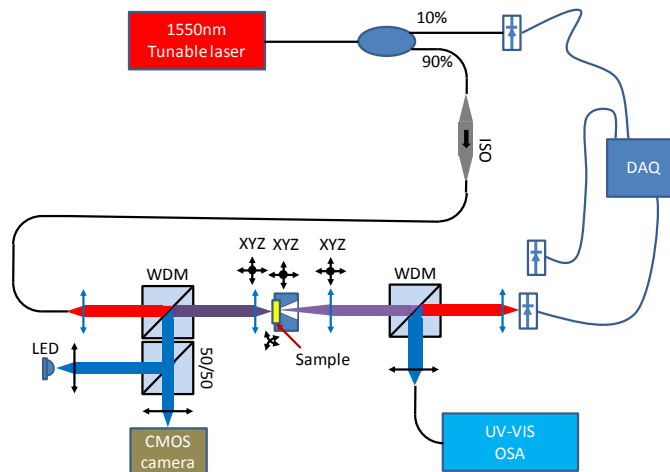 1550nm
Tunable laser
10%
90%
ISO
DAQ
XYZ
XYZ
XYZ
WDM
WDM
LED
50/50
Sample
CMOS
camera
UV-VIS
OSA